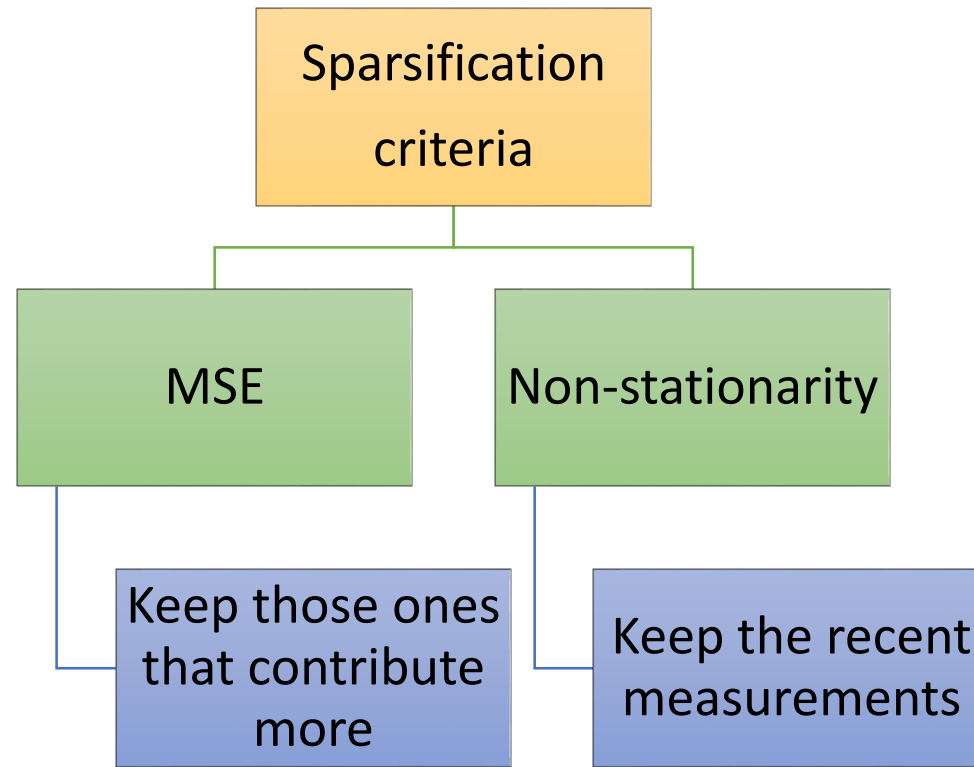 Sparsification
criteria
MSE
Non-stationarity
Keep those ones
that contribute
more
Keep the recent
measurements